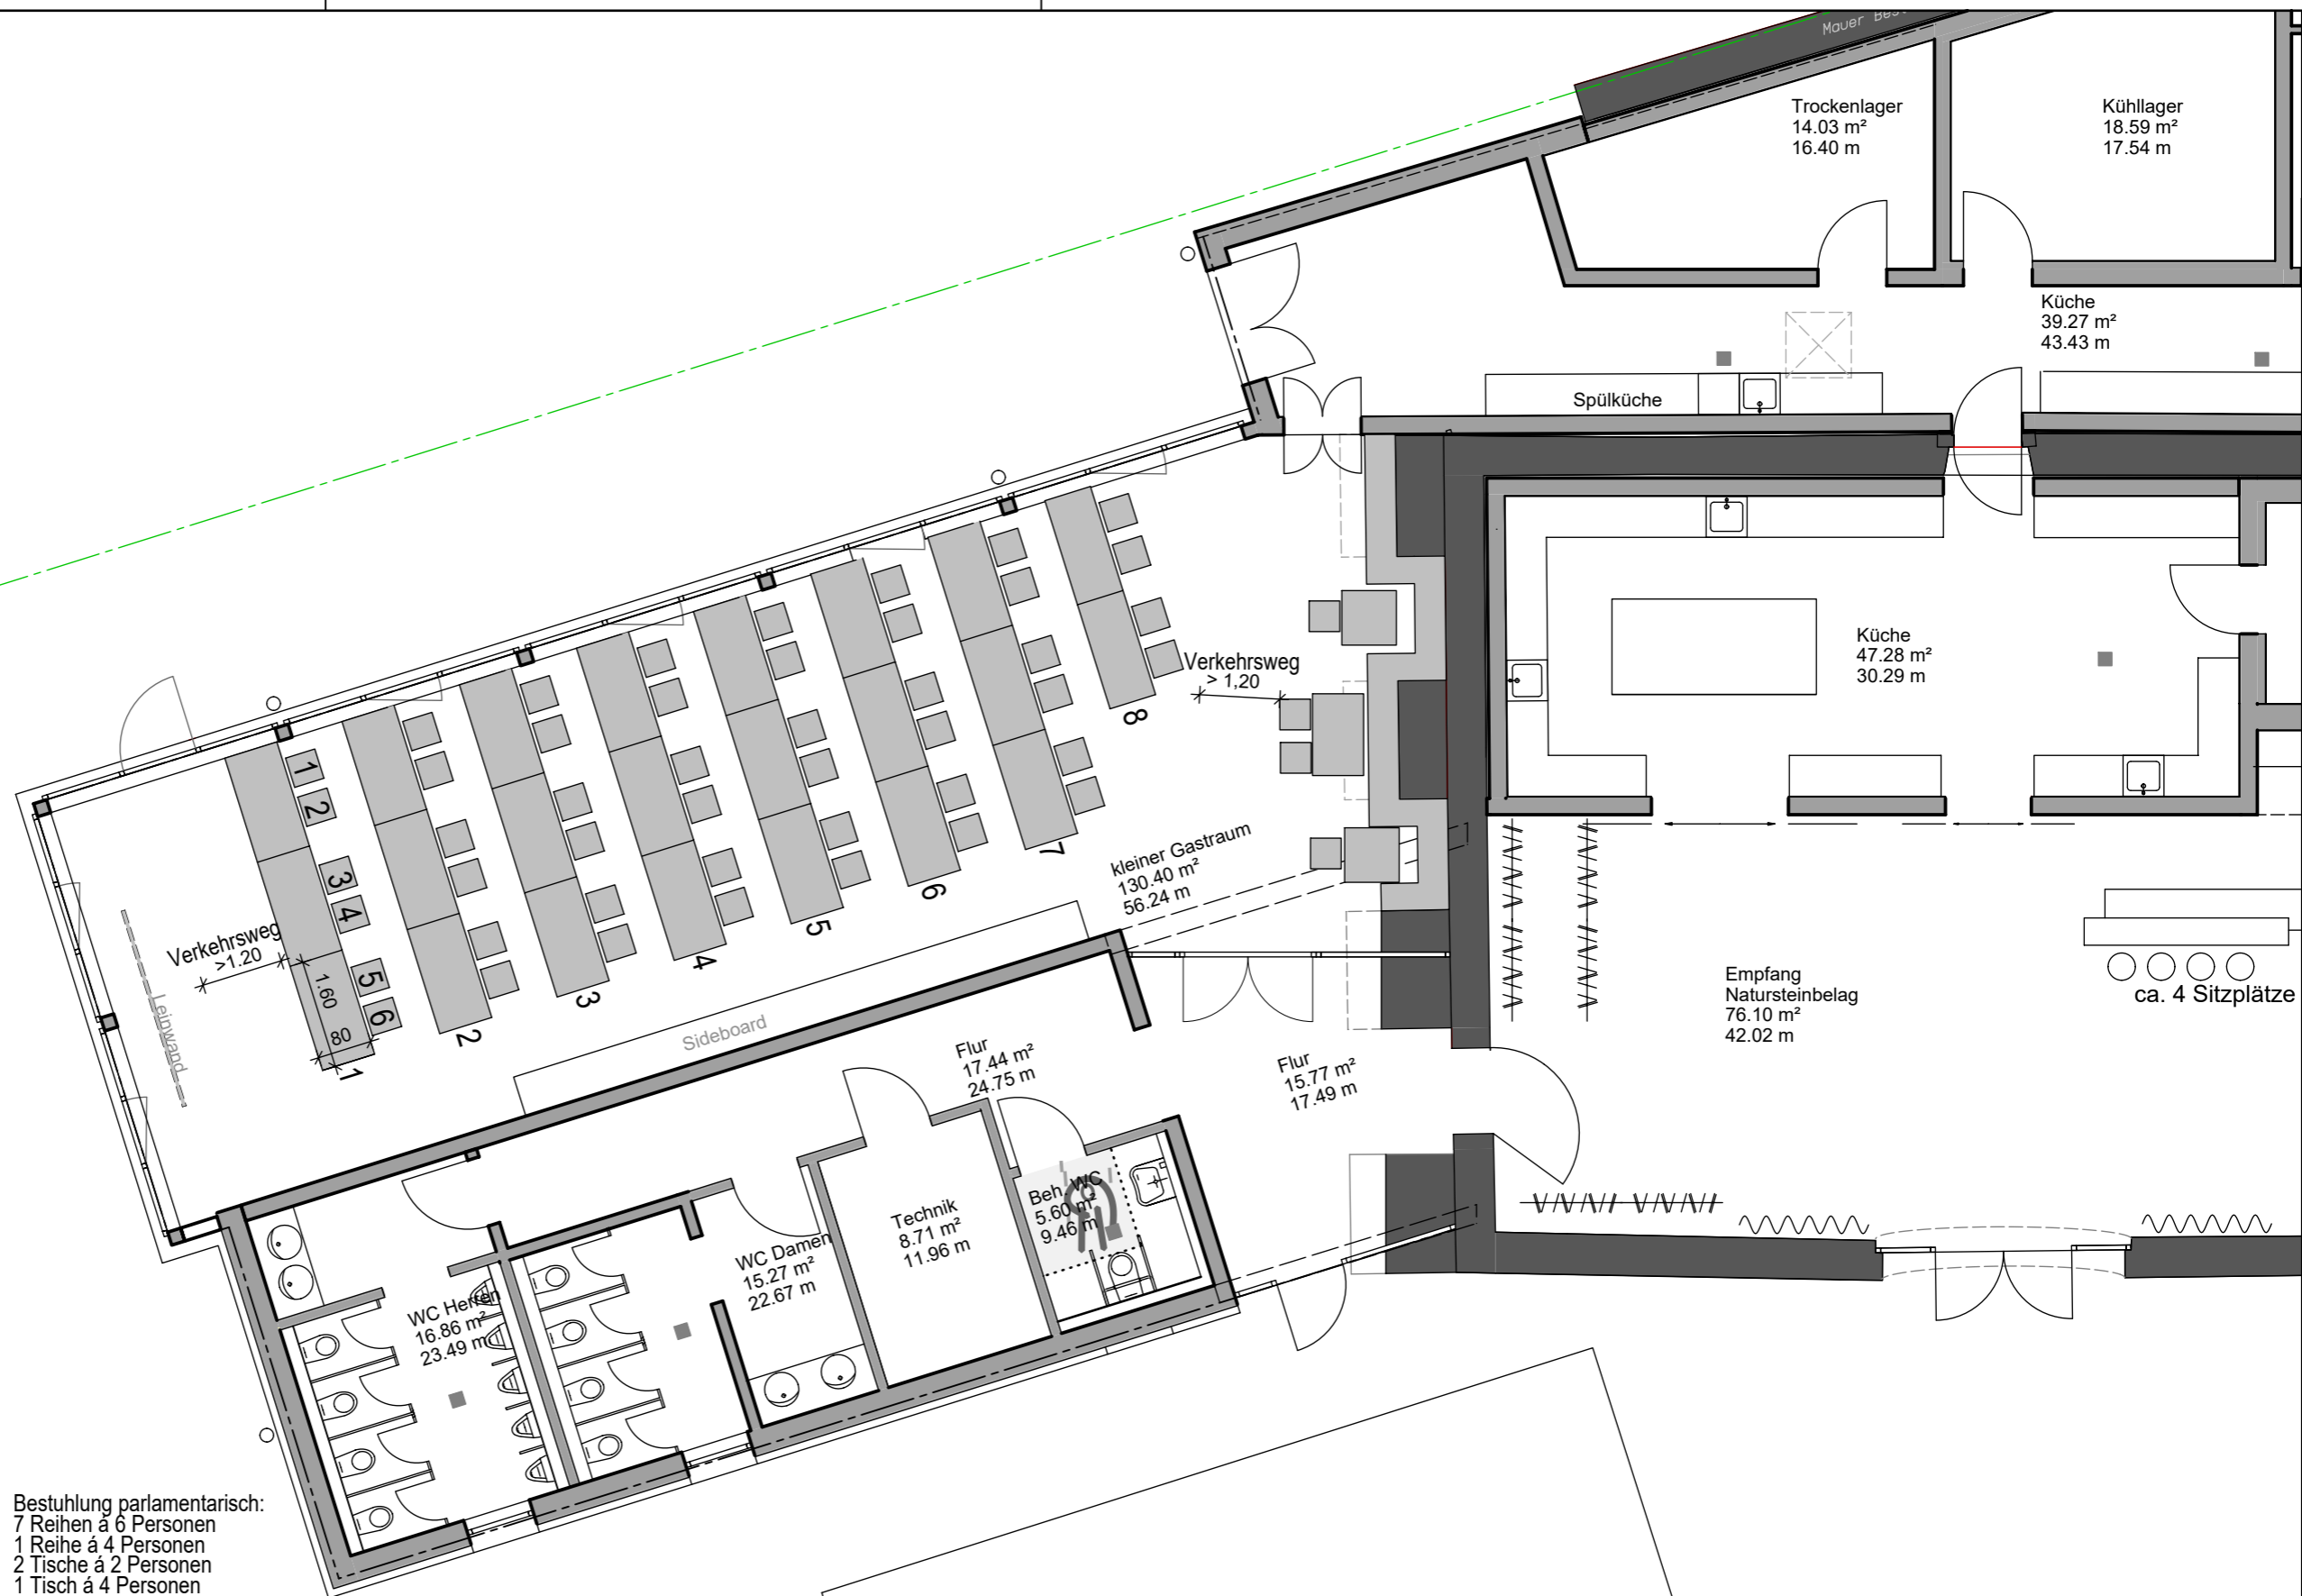 Mauer
Trockenlager
14.03 m²
16.40 m
Kühllager
18.59 m²
17.54 m
Küche
39.27 m²
43.43 m
Spülküche
Küche
47.28 m²
30.29 m
Verkehrsweg
> 1,20
kleiner Gastraum
130.40 m²
56.24 m
1
2
3
4
5
6
1
2
3
4
5
6
7
8
Verkehrsweg
>1.20
1.60
80
Leinwand
Sideboard
Flur
17.44 m²
24.75 m
Flur
15.77 m²
17.49 m
Empfang
Natursteinbelag
76.10 m²
42.02 m
ca. 4 Sitzplätze
Beh. WC
5.60 m²
9.46 m
Technik
8.71 m²
11.96 m
WC Damen
15.27 m²
22.67 m
WC Herren
16.86 m²
23.49 m
Bestuhlung parlamentarisch:
7 Reihen á 6 Personen
1 Reihe á 4 Personen
2 Tische á 2 Personen
1 Tisch á 4 Personen